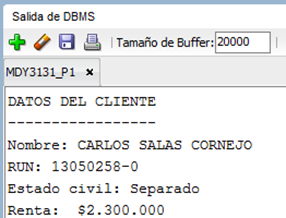 Salida de DBMS
Tamaño de Buffer: 20000
MDY3131_P1
DATOS DEL CLIENTE
-----------------
Nombre: CARLOS SALAS CORNEJO
RUN: 13050258-0
Estado civil: Separado
Renta:  $2.300.000